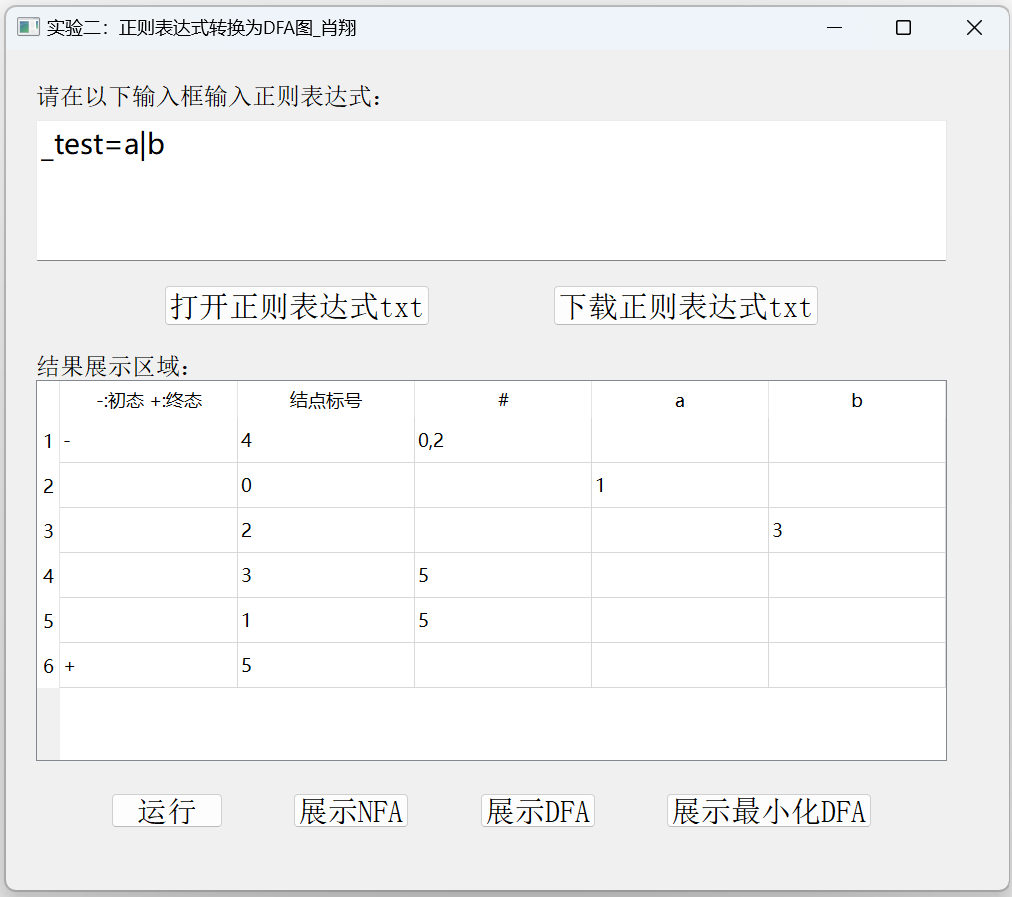 实验二：正则表达式转换为DFA图_肖翔
请在以下输入框输入正则表达式：
_test=a|b
打开正则表达式txt 下载正则表达式txt
结果展示区域：
-:初态 +:终态 结点标号 # a b
1 - 4 0,2
2 0 1
3 2 3
4 3 5
5 1 5
6 + 5
运行 展示NFA 展示DFA 展示最小化DFA